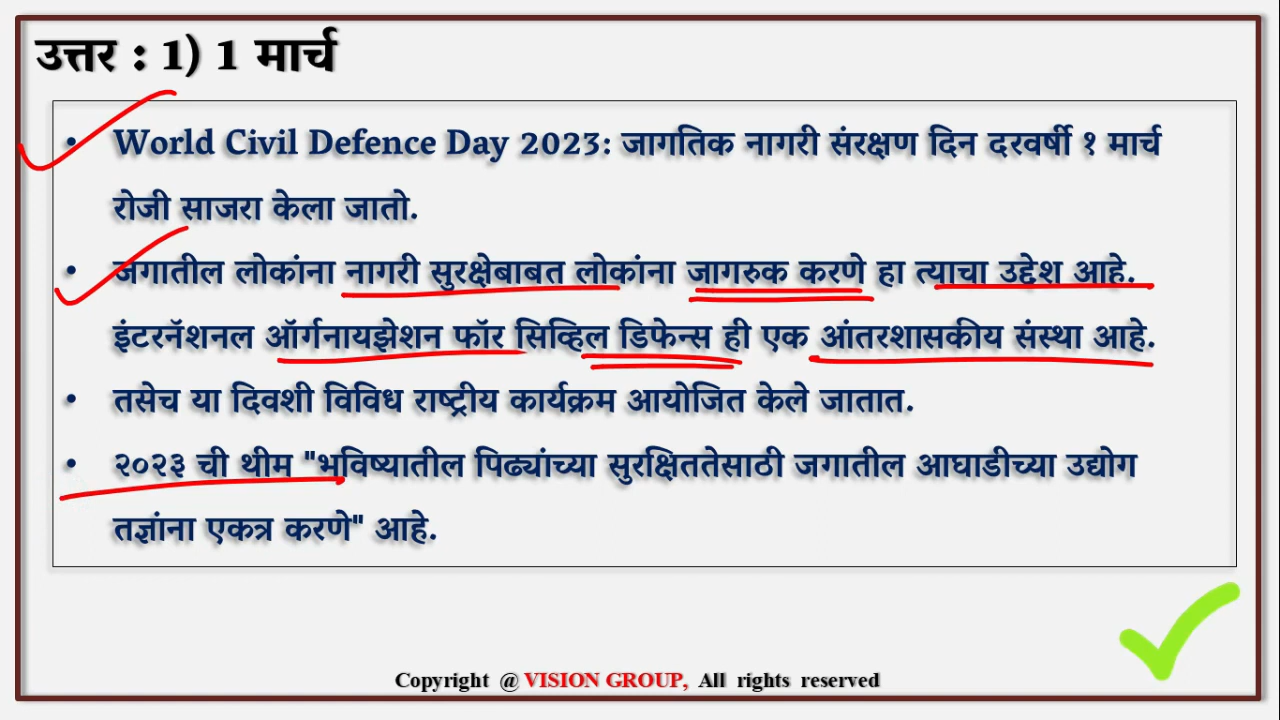 उत्तर : 1) 1 मार्च
• World Civil Defence Day 2023: जागतिक नागरी संरक्षण दिन दरवर्षी १ मार्च
रोजी साजरा केला जातो.
• जगातील लोकांना नागरी सुरक्षेबाबत लोकांना जागरुक करणे हा त्याचा उद्देश आहे.
इंटरनॅशनल ऑर्गनायझेशन फॉर सिव्हिल डिफेन्स ही एक आंतरशासकीय संस्था आहे.
• तसेच या दिवशी विविध राष्ट्रीय कार्यक्रम आयोजित केले जातात.
• २०२३ ची थीम "भविष्यातील पिढ्यांच्या सुरक्षिततेसाठी जगातील आघाडीच्या उद्योग
तज्ञांना एकत्र करणे" आहे.
Copyright @ VISION GROUP, All rights reserved